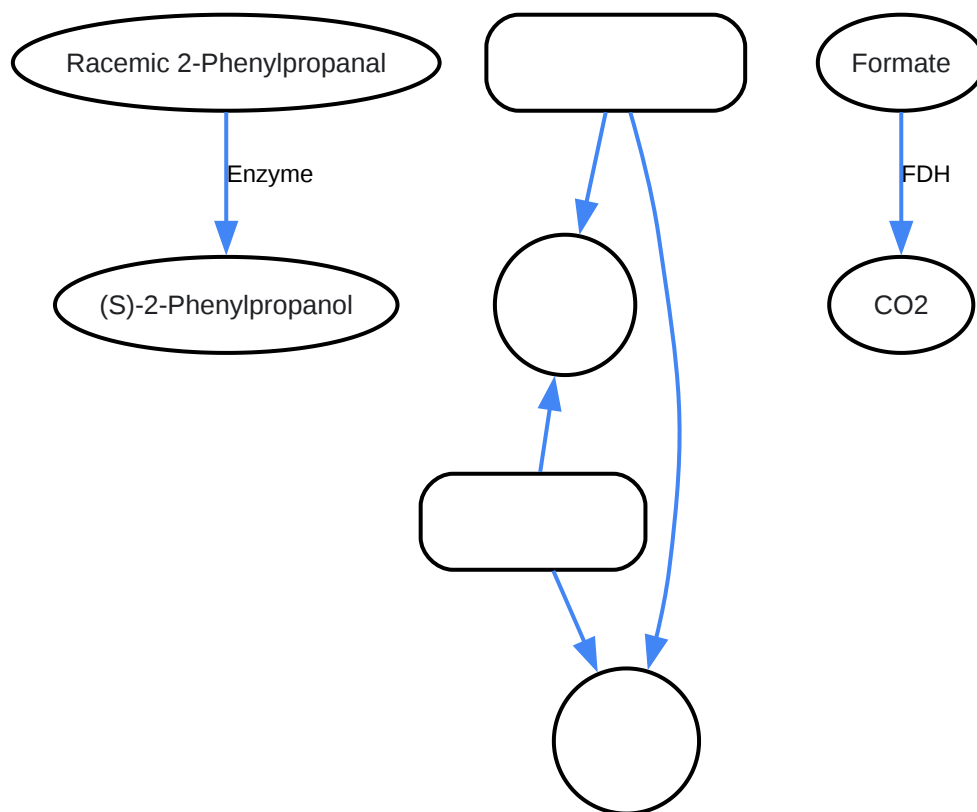 Racemic 2-Phenylpropanal
Formate
Enzyme
FDH
(S)-2-Phenylpropanol
CO2